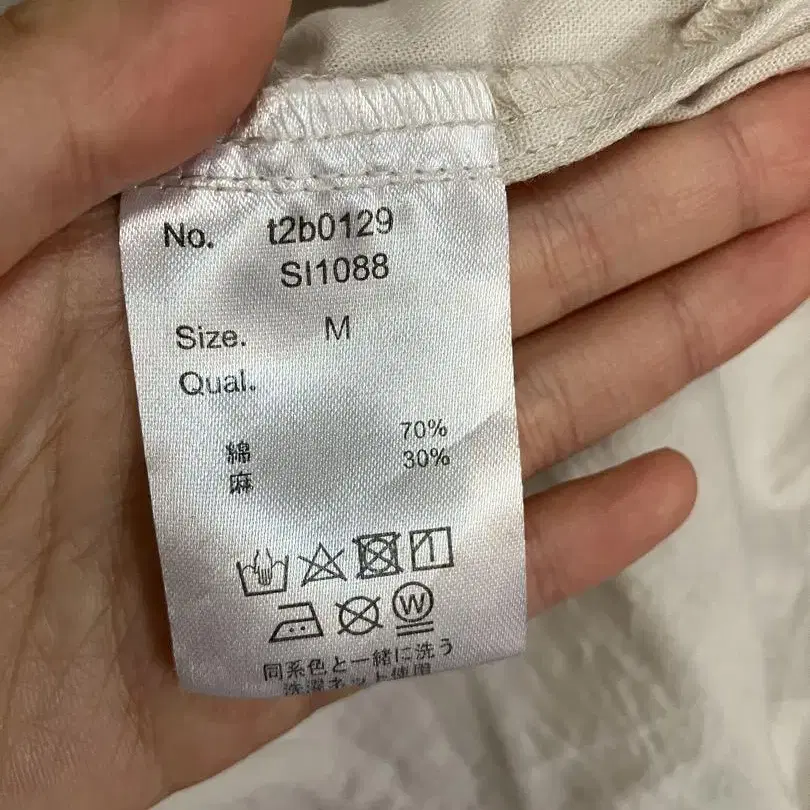 No. t2b0129
SI1088
Size. M
Qual.
綿 70%
麻 30%
W
同系色と一緒に洗う
洗濯ネット使用